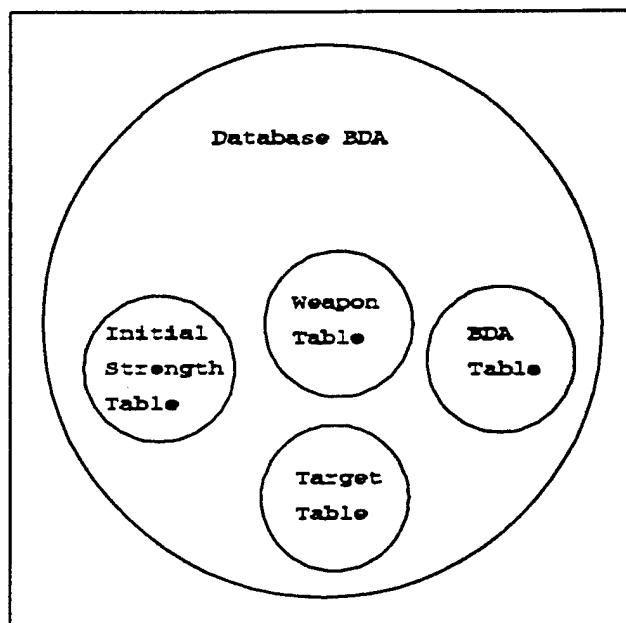 Database BDA
Initial
Strength
Table
Weapon
Table
BDA
Table
Target
Table